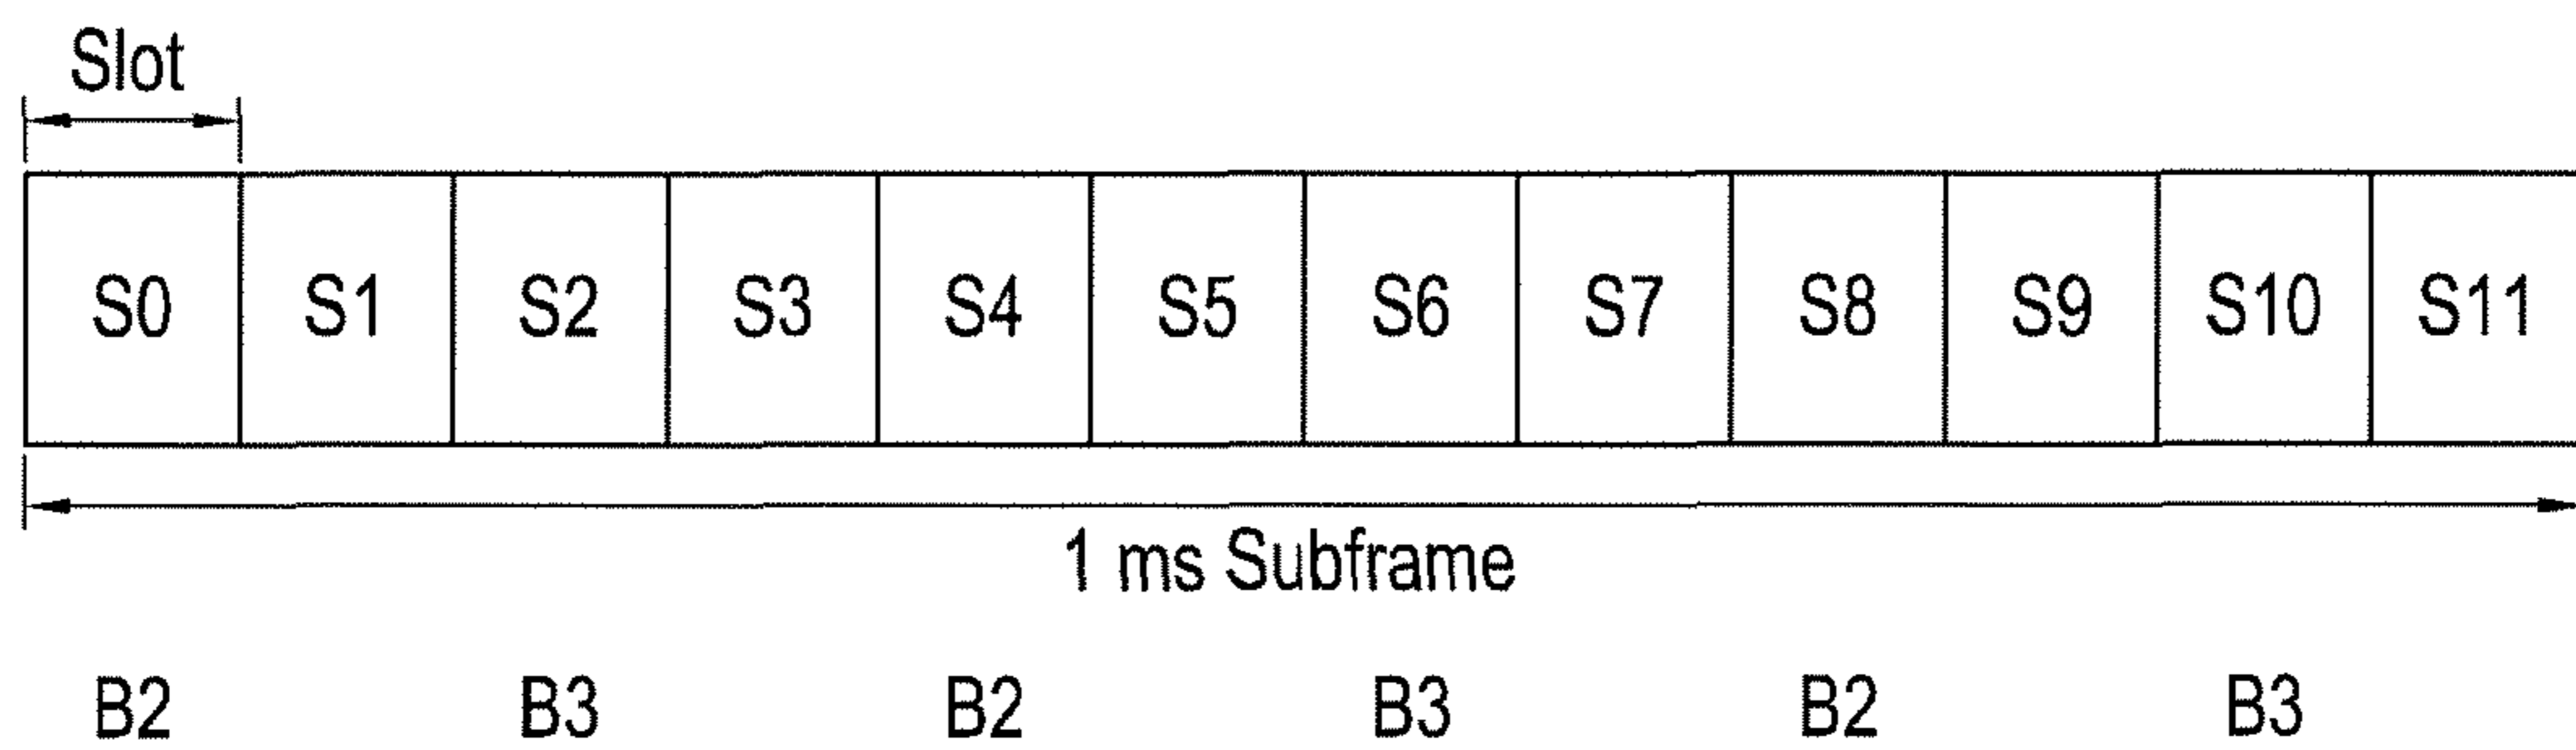 Slot
S0 S1 S2 S3 S4 S5 S6 S7 S8 S9 S10 S11
1 ms Subframe
B2 B3 B2 B3 B2 B3